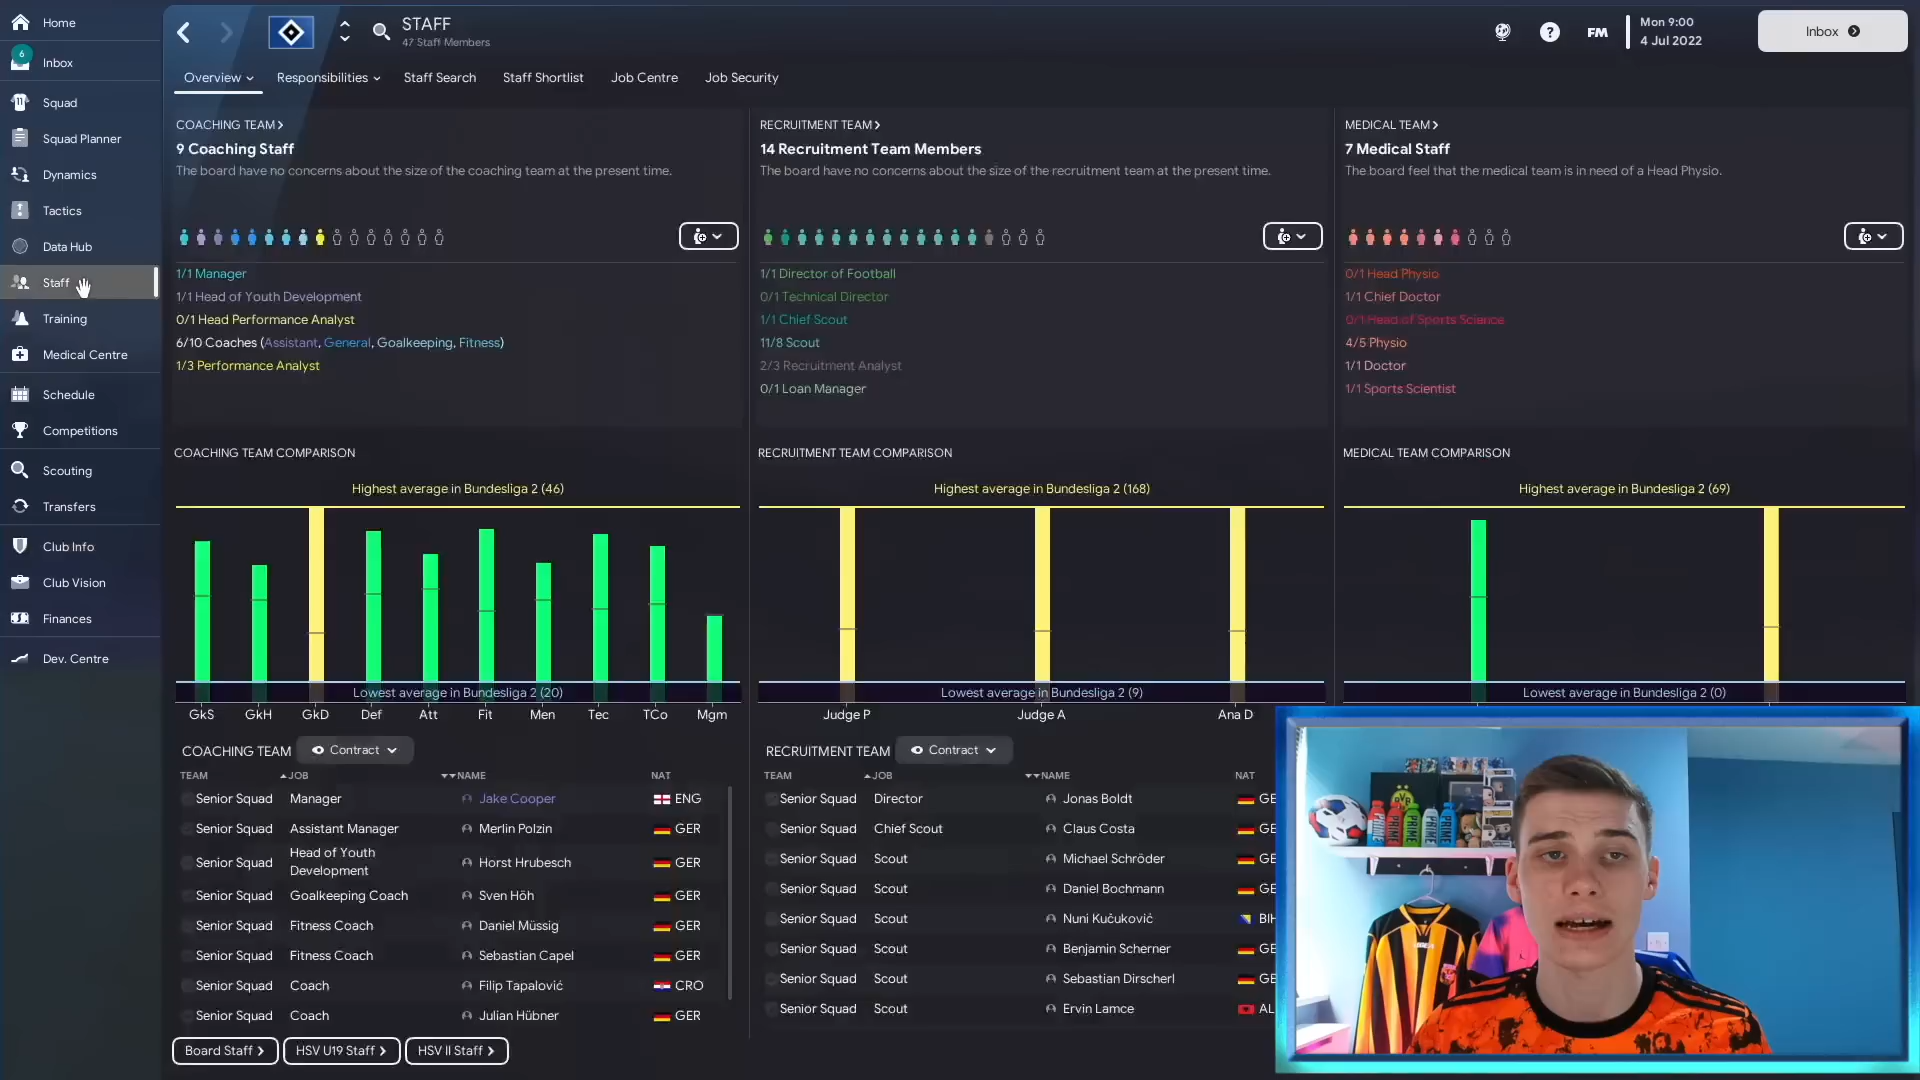 Home
6
Inbox
Squad
Squad Planner
Dynamics
Tactics
Data Hub
Staff
Training
Medical Centre
Schedule
Competitions
Scouting
Transfers
Club Info
Club Vision
Finances
Dev. Centre
STAFF
47 Staff Members
FM
Mon 9:00
4 Jul 2022
Inbox
Overview
Responsibilities
Staff Search
Staff Shortlist
Job Centre
Job Security
COACHING TEAM
9 Coaching Staff
The board have no concerns about the size of the coaching team at the present time.
1/1 Manager
1/1 Head of Youth Development
0/1 Head Performance Analyst
6/10 Coaches (Assistant, General, Goalkeeping, Fitness)
1/3 Performance Analyst
RECRUITMENT TEAM
14 Recruitment Team Members
The board have no concerns about the size of the recruitment team at the present time.
1/1 Director of Football
0/1 Technical Director
1/1 Chief Scout
11/8 Scout
2/3 Recruitment Analyst
0/1 Loan Manager
MEDICAL TEAM
7 Medical Staff
The board feel that the medical team is in need of a Head Physio.
0/1 Head Physio
1/1 Chief Doctor
0/1 Head of Sports Science
4/5 Physio
1/1 Doctor
1/1 Sports Scientist
COACHING TEAM COMPARISON
Highest average in Bundesliga 2 (46)
Lowest average in Bundesliga 2 (20)
GkS GkH GkD Def Att Fit Men Tec TCo Mgm
RECRUITMENT TEAM COMPARISON
Highest average in Bundesliga 2 (168)
Lowest average in Bundesliga 2 (9)
Judge P Judge A Ana D
MEDICAL TEAM COMPARISON
Highest average in Bundesliga 2 (69)
Lowest average in Bundesliga 2 (0)
COACHING TEAM Contract
TEAM JOB NAME NAT
Senior Squad Manager Jake Cooper ENG
Senior Squad Assistant Manager Merlin Polzin GER
Senior Squad Head of Youth Development Horst Hrubesch GER
Senior Squad Goalkeeping Coach Sven Höh GER
Senior Squad Fitness Coach Daniel Müssig GER
Senior Squad Fitness Coach Sebastian Capel GER
Senior Squad Coach Filip Tapalović CRO
Senior Squad Coach Julian Hübner GER
RECRUITMENT TEAM Contract
TEAM JOB NAME NAT
Senior Squad Director Jonas Boldt GE
Senior Squad Chief Scout Claus Costa GE
Senior Squad Scout Michael Schröder GE
Senior Squad Scout Daniel Bochmann GE
Senior Squad Scout Nuni Kučuković BIH
Senior Squad Scout Benjamin Scherner GE
Senior Squad Scout Sebastian Dirscherl GE
Senior Squad Scout Ervin Lamce AL
Board Staff
HSV U19 Staff
HSV II Staff
BVB
PRIME
PRIME
PRIME
PRIME
PRIME